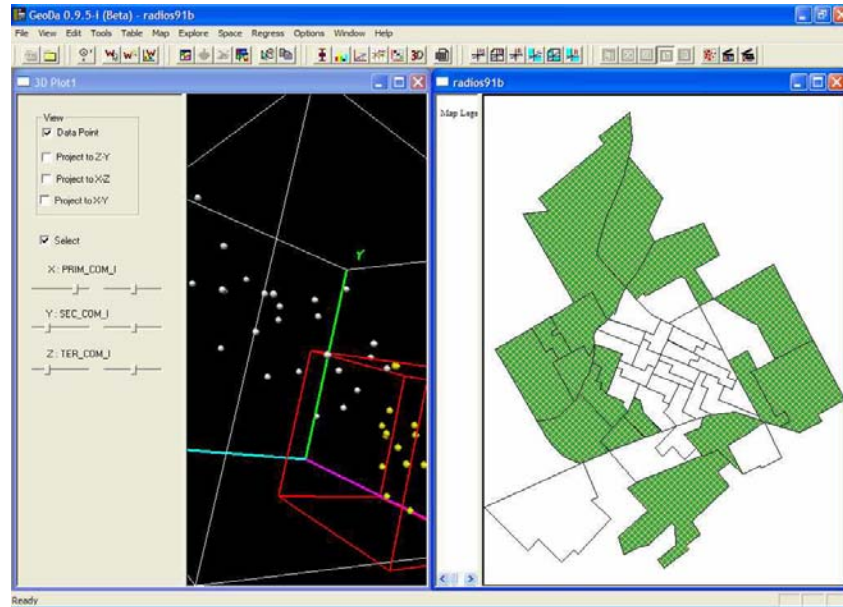 GeoDa 0.9.5-i (Beta) - radios91b
File View Edit Tools Table Map Explore Space Regress Options Window Help
3D
3D Plot1
View
Data Point
Project to Z-Y
Project to X-Z
Project to X-Y
Select
X : PRIM_COM_I
Y : SEC_COM_I
Z : TER_COM_I
Y
radios91b
Map Lege
Ready